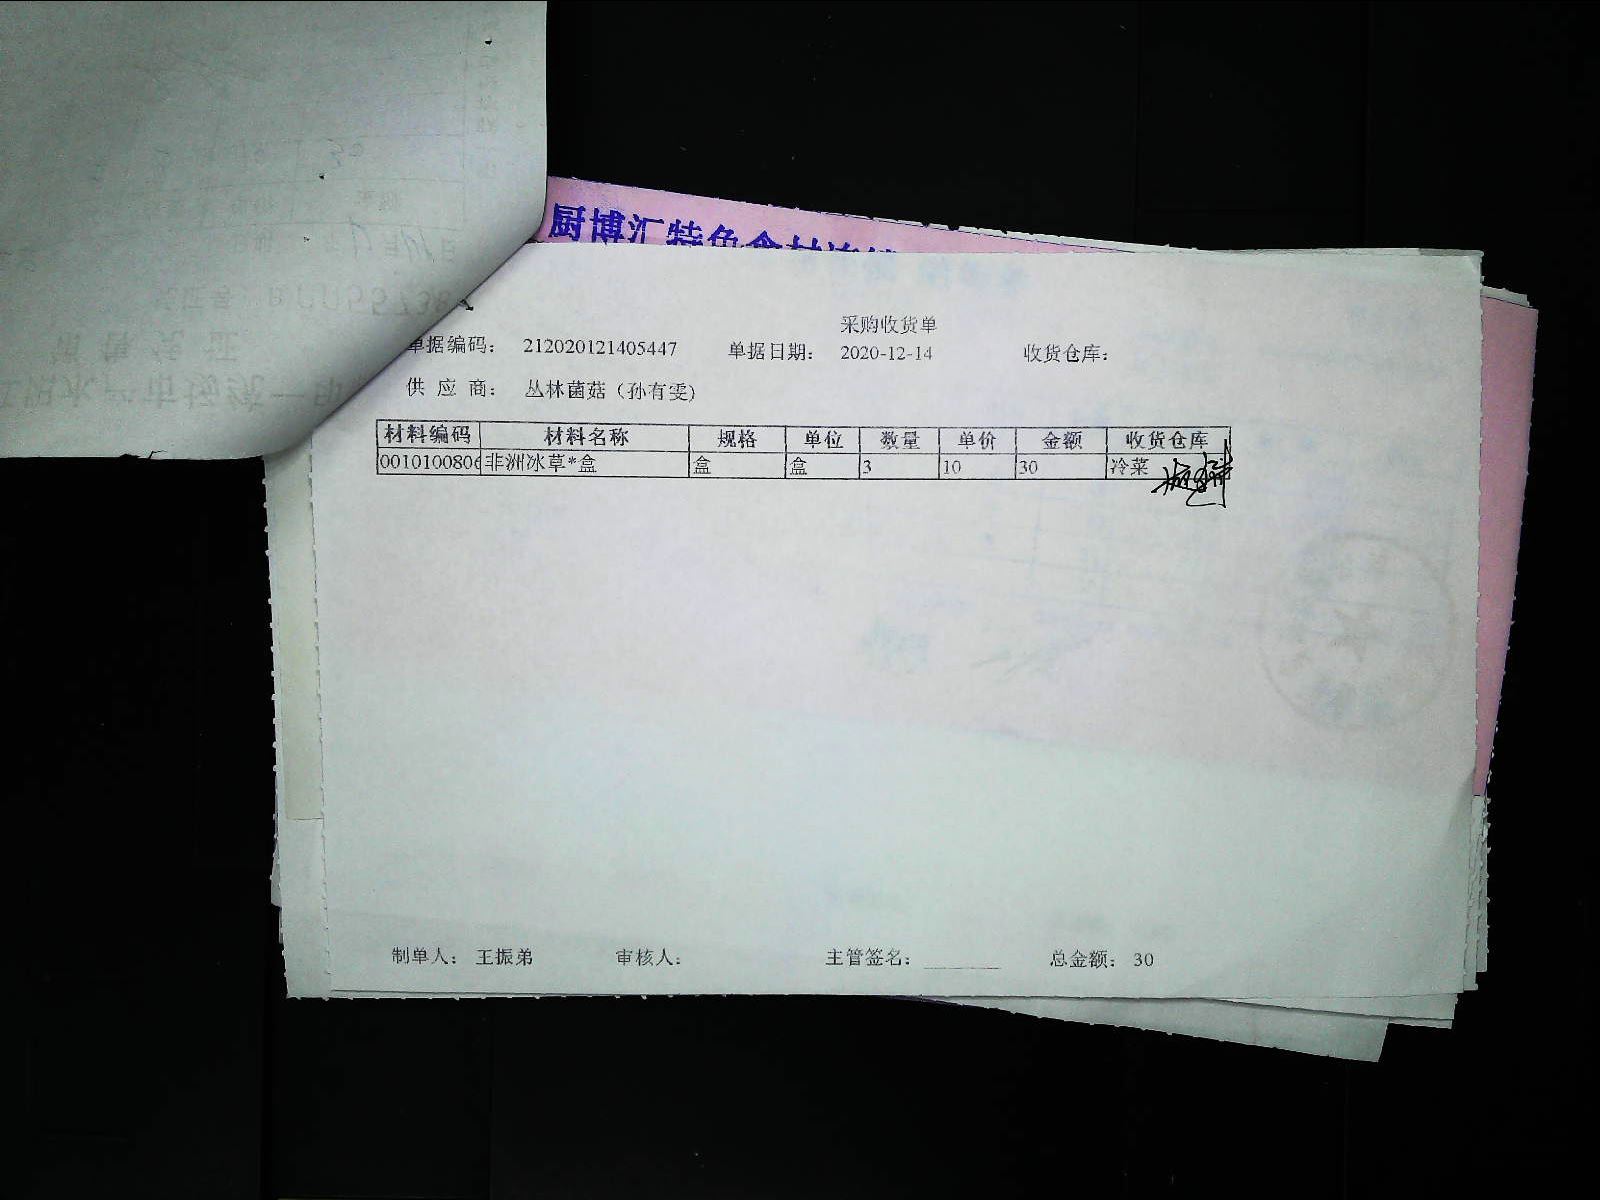 厨博汇特色食材连锁
采购收货单
单据编码： 212020121405447 单据日期： 2020-12-14 收货仓库：
供 应 商： 丛林菌菇（孙有雯）
材料编码 材料名称 规格 单位 数量 单价 金额 收货仓库
0010100806 非洲冰草*盒 盒 盒 3 10 30 冷菜
制单人： 王振弟 审核人： 主管签名： 总金额： 30